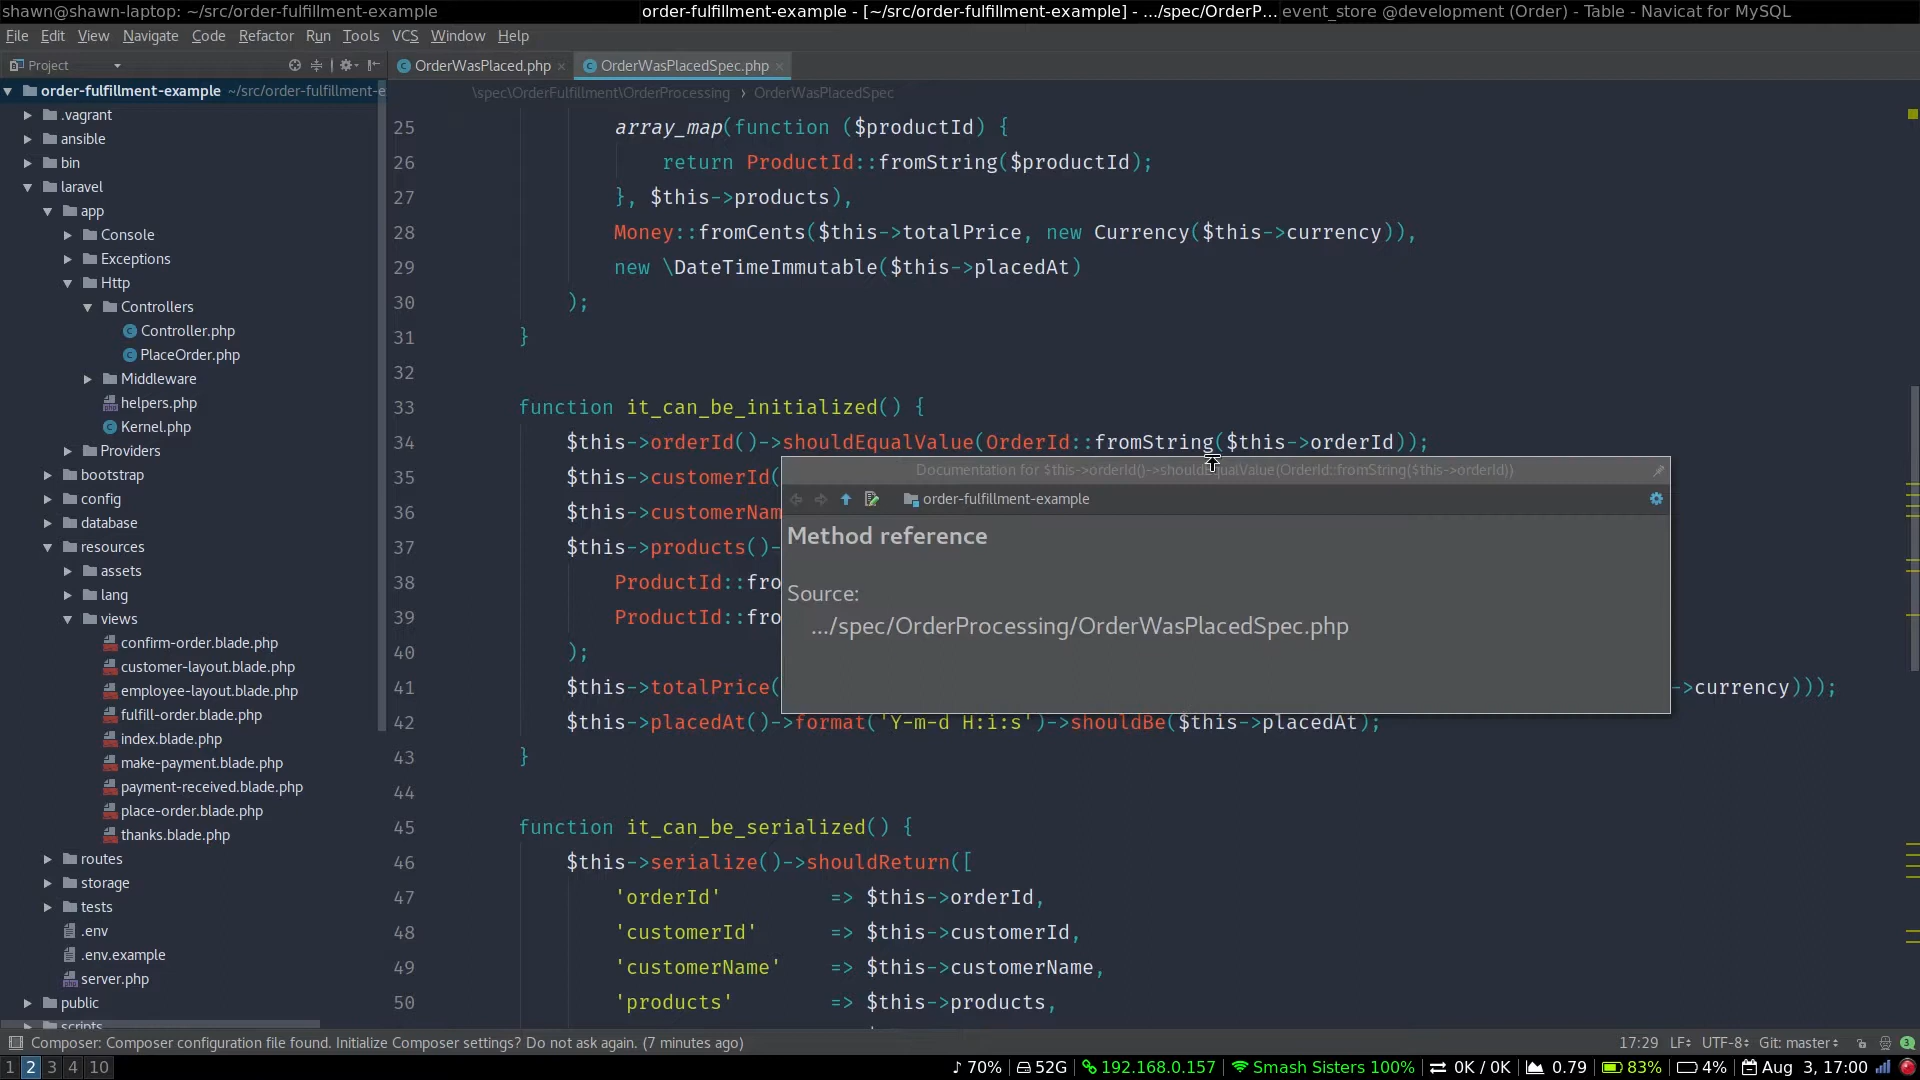 shawn@shawn-laptop: ~/src/order-fulfillment-example
order-fulfillment-example - [~/src/order-fulfillment-example] - .../spec/OrderP...
event_store @development (Order) - Table - Navicat for MySQL
File Edit View Navigate Code Refactor Run Tools VCS Window Help
Project
OrderWasPlaced.php
OrderWasPlacedSpec.php
order-fulfillment-example ~/src/order-fulfillment-e
\spec\OrderFulfillment\OrderProcessing › OrderWasPlacedSpec
.vagrant
ansible
bin
laravel
app
Console
Exceptions
Http
Controllers
Controller.php
PlaceOrder.php
Middleware
helpers.php
Kernel.php
Providers
bootstrap
config
database
resources
assets
lang
views
confirm-order.blade.php
customer-layout.blade.php
employee-layout.blade.php
fulfill-order.blade.php
index.blade.php
make-payment.blade.php
payment-received.blade.php
place-order.blade.php
thanks.blade.php
routes
storage
tests
.env
.env.example
server.php
public
scripts
25 array_map(function ($productId) {
26 return ProductId::fromString($productId);
27 }, $this->products),
28 Money::fromCents($this->totalPrice, new Currency($this->currency)),
29 new \DateTimeImmutable($this->placedAt)
30 );
31 }
32
33 function it_can_be_initialized() {
34 $this->orderId()->shouldEqualValue(OrderId::fromString($this->orderId));
35 $this->customerId(
36 $this->customerNam
37 $this->products()-
38 ProductId::fro
39 ProductId::fro
40 );
41 $this->totalPrice( ->currency)));
42 $this->placedAt()->format('Y-m-d H:i:s')->shouldBe($this->placedAt);
43 }
44
45 function it_can_be_serialized() {
46 $this->serialize()->shouldReturn([
47 'orderId' => $this->orderId,
48 'customerId' => $this->customerId,
49 'customerName' => $this->customerName,
50 'products' => $this->products,
Documentation for $this->orderId()->shouldEqualValue(OrderId::fromString($this->orderId))
order-fulfillment-example
Method reference
Source:
.../spec/OrderProcessing/OrderWasPlacedSpec.php
Composer: Composer configuration file found. Initialize Composer settings? Do not ask again. (7 minutes ago)
17:29 LF UTF-8 Git: master 3
1 2 3 4 10
70% 52G 192.168.0.157 Smash Sisters 100% 0K / 0K 0.79 83% 4% Aug 3, 17:00